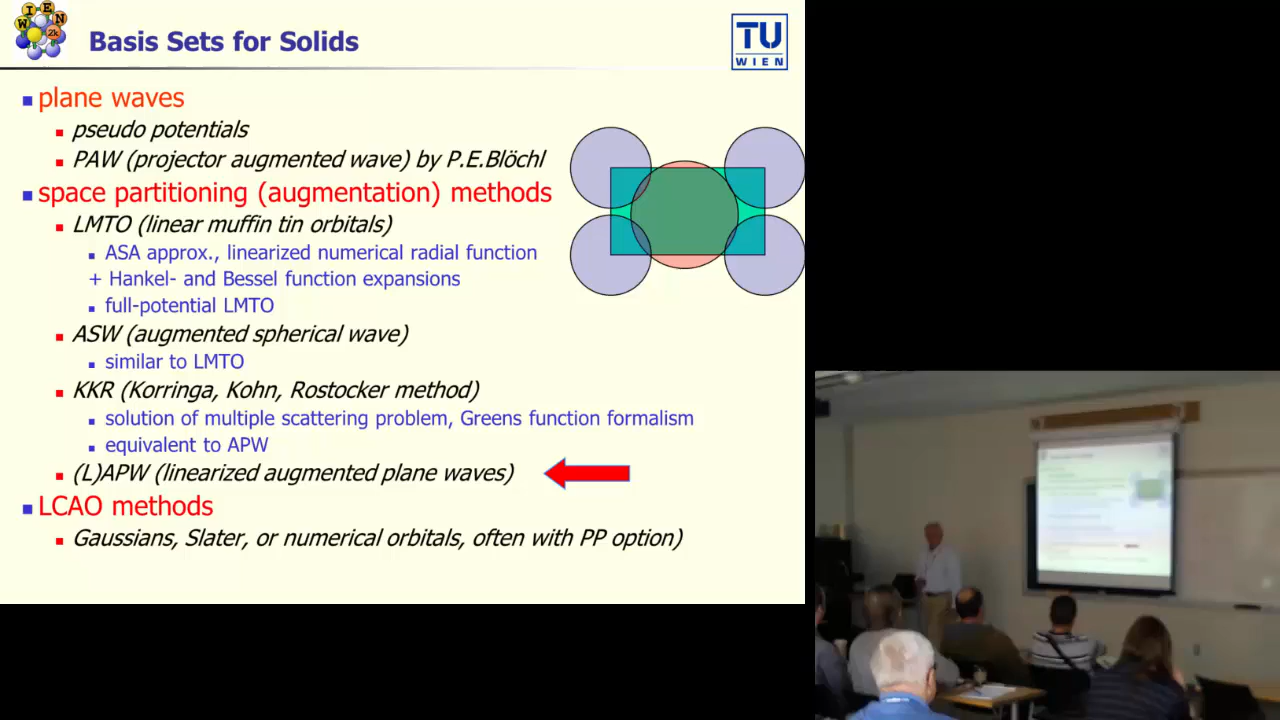 WIEN
2k
Basis Sets for Solids
TU
WIEN
plane waves
pseudo potentials
PAW (projector augmented wave) by P.E.Blöchl
space partitioning (augmentation) methods
LMTO (linear muffin tin orbitals)
ASA approx., linearized numerical radial function
+ Hankel- and Bessel function expansions
full-potential LMTO
ASW (augmented spherical wave)
similar to LMTO
KKR (Korringa, Kohn, Rostocker method)
solution of multiple scattering problem, Greens function formalism
equivalent to APW
(L)APW (linearized augmented plane waves)
LCAO methods
Gaussians, Slater, or numerical orbitals, often with PP option)